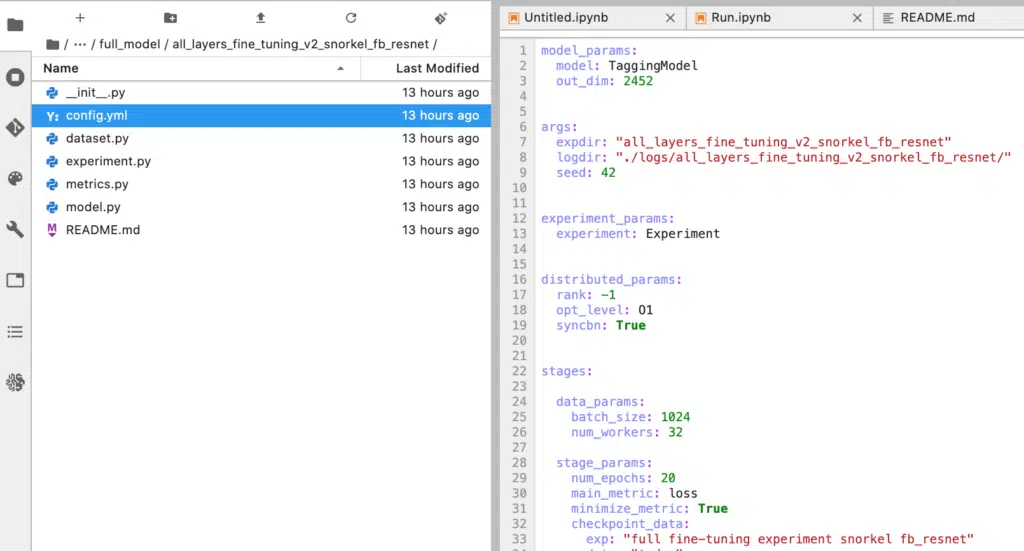 / ··· / full_model / all_layers_fine_tuning_v2_snorkel_fb_resnet /
Name Last Modified
__init__.py 13 hours ago
Y: config.yml 13 hours ago
dataset.py 13 hours ago
experiment.py 13 hours ago
metrics.py 13 hours ago
model.py 13 hours ago
M README.md 13 hours ago
Untitled.ipynb Run.ipynb README.md
1 model_params:
2 model: TaggingModel
3 out_dim: 2452
4
5
6 args:
7 expdir: "all_layers_fine_tuning_v2_snorkel_fb_resnet"
8 logdir: "./logs/all_layers_fine_tuning_v2_snorkel_fb_resnet/"
9 seed: 42
10
11
12 experiment_params:
13 experiment: Experiment
14
15
16 distributed_params:
17 rank: -1
18 opt_level: O1
19 syncbn: True
20
21
22 stages:
23
24 data_params:
25 batch_size: 1024
26 num_workers: 32
27
28 stage_params:
29 num_epochs: 20
30 main_metric: loss
31 minimize_metric: True
32 checkpoint_data:
33 exp: "full fine-tuning experiment snorkel fb_resnet"